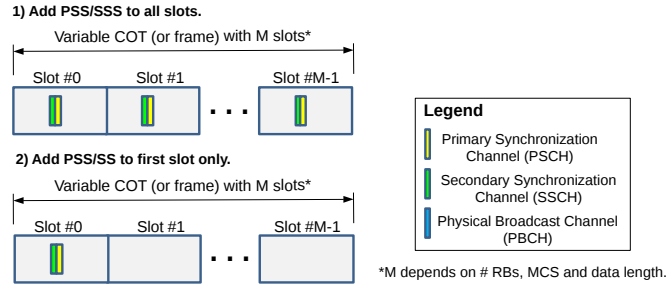 1) Add PSS/SSS to all slots.
Variable COT (or frame) with M slots*
Slot #0 Slot #1 Slot #M-1
. . .
2) Add PSS/SS to first slot only.
Variable COT (or frame) with M slots*
Slot #0 Slot #1 Slot #M-1
. . .
Legend
Primary Synchronization
Channel (PSCH)
Secondary Synchronization
Channel (SSCH)
Physical Broadcast Channel
(PBCH)
*M depends on # RBs, MCS and data length.